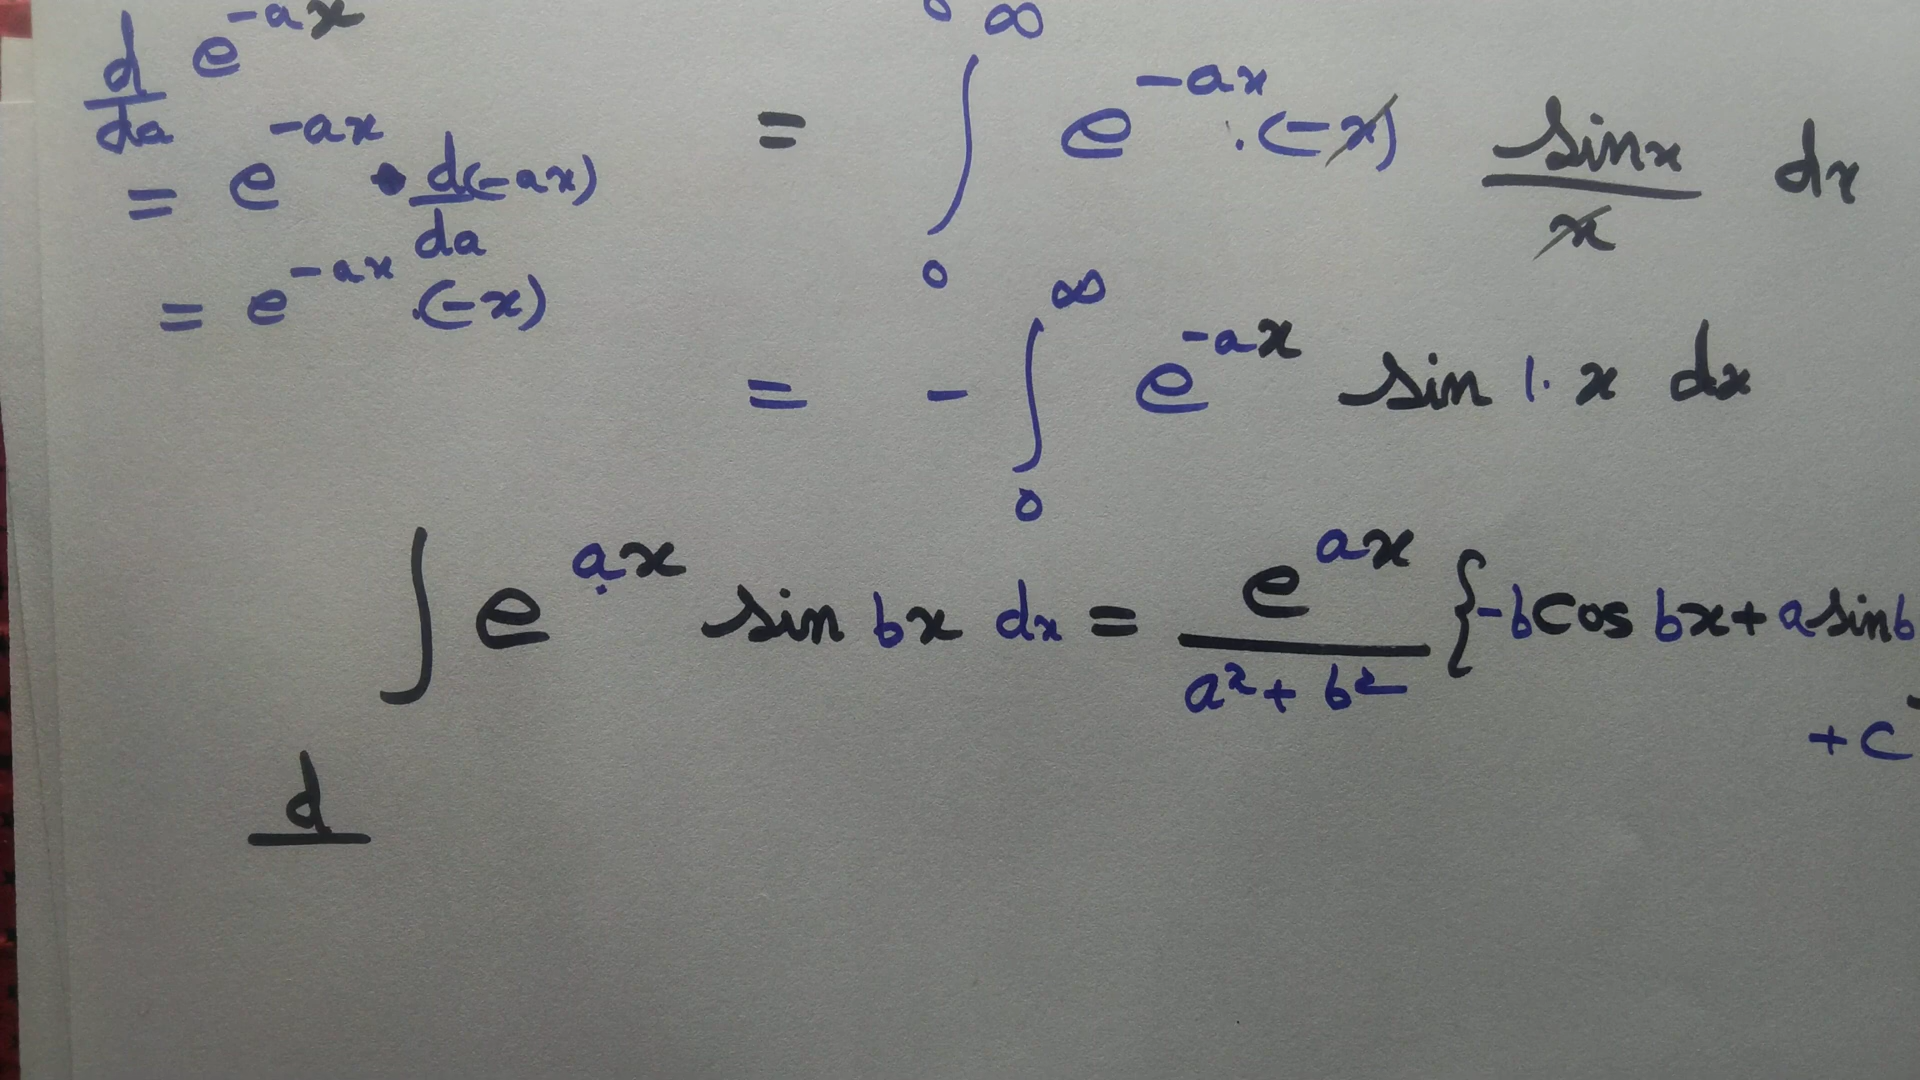 d/da e^{-ax}
= e^{-ax} • d(-ax)/da
= e^{-ax} .(-x)
= ∫_0^∞ e^{-ax} .(-x) sinx/x dx
= - ∫_0^∞ e^{-ax} sin 1. x dx
∫ e^{ax} sin bx dx = e^{ax}/(a²+b²) {-b cos bx + a sin b
+ c
d